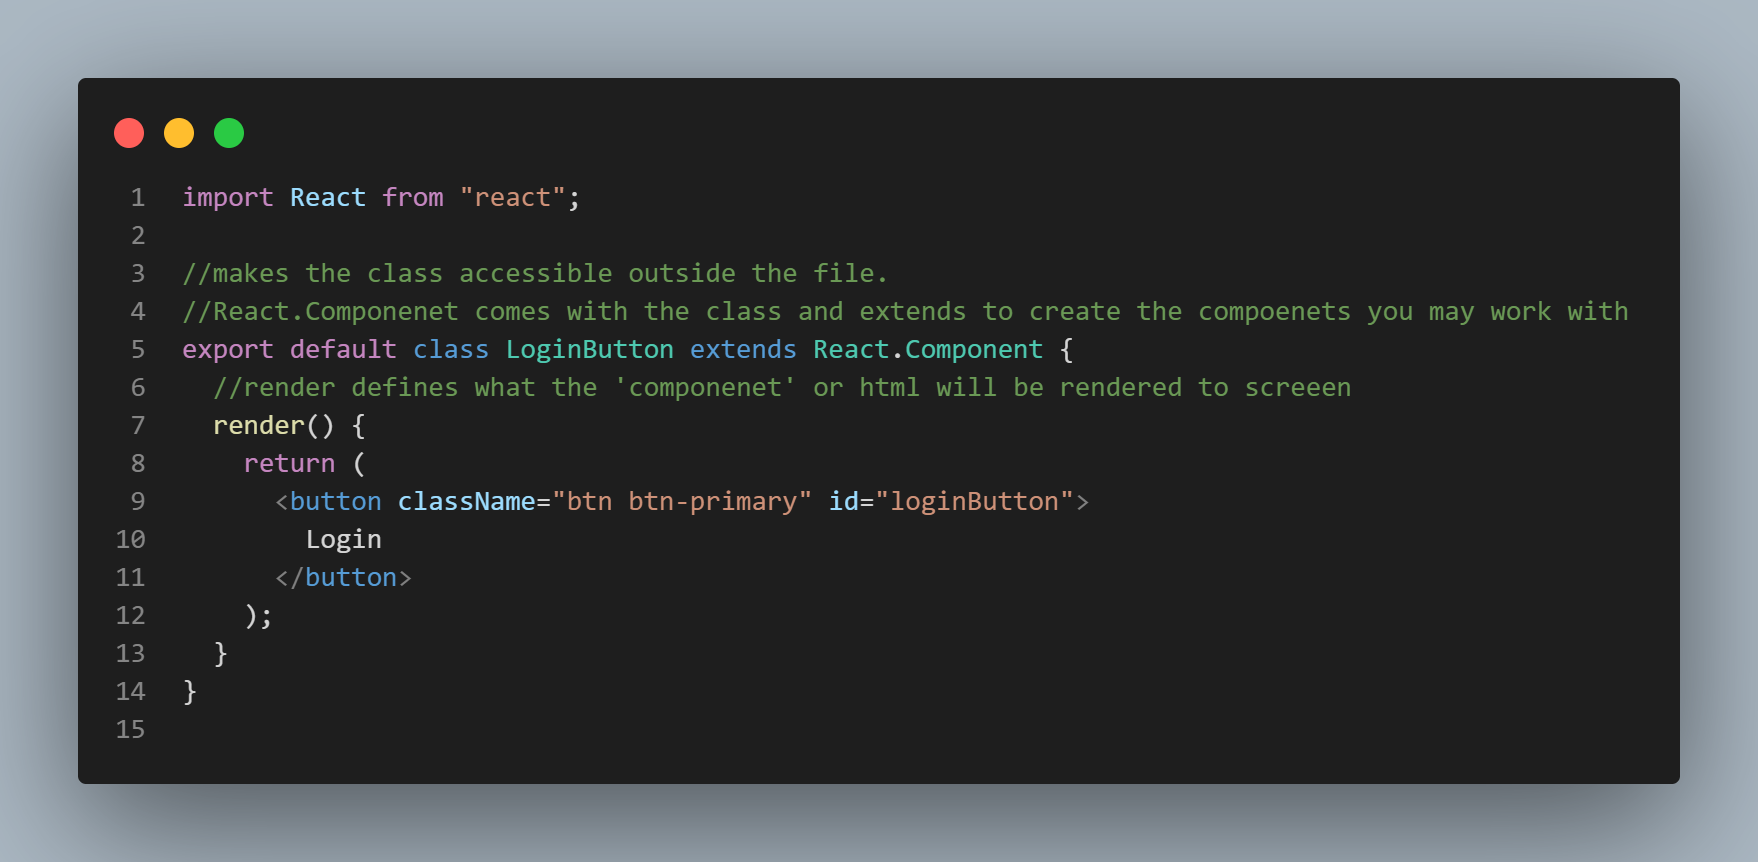 1 import React from "react";
2
3 //makes the class accessible outside the file.
4 //React.Componenet comes with the class and extends to create the compoenets you may work with
5 export default class LoginButton extends React.Component {
6   //render defines what the 'componenet' or html will be rendered to screeen
7   render() {
8     return (
9       <button className="btn btn-primary" id="loginButton">
10         Login
11       </button>
12     );
13   }
14 }
15